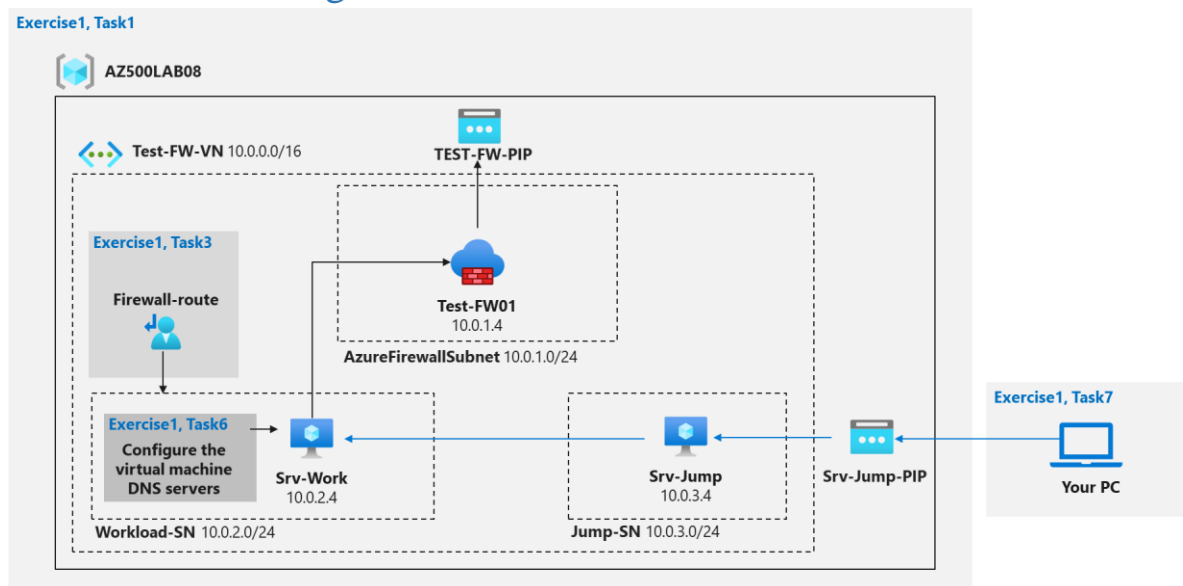 Exercise1, Task1
AZ500LAB08
TEST-FW-PIP
Test-FW-VN 10.0.0.0/16
Exercise1, Task3
Firewall-route
Test-FW01
10.0.1.4
AzureFirewallSubnet 10.0.1.0/24
Exercise1, Task6
Configure the
virtual machine
DNS servers
Srv-Work
10.0.2.4
Workload-SN 10.0.2.0/24
Srv-Jump
10.0.3.4
Jump-SN 10.0.3.0/24
Srv-Jump-PIP
Exercise1, Task7
Your PC